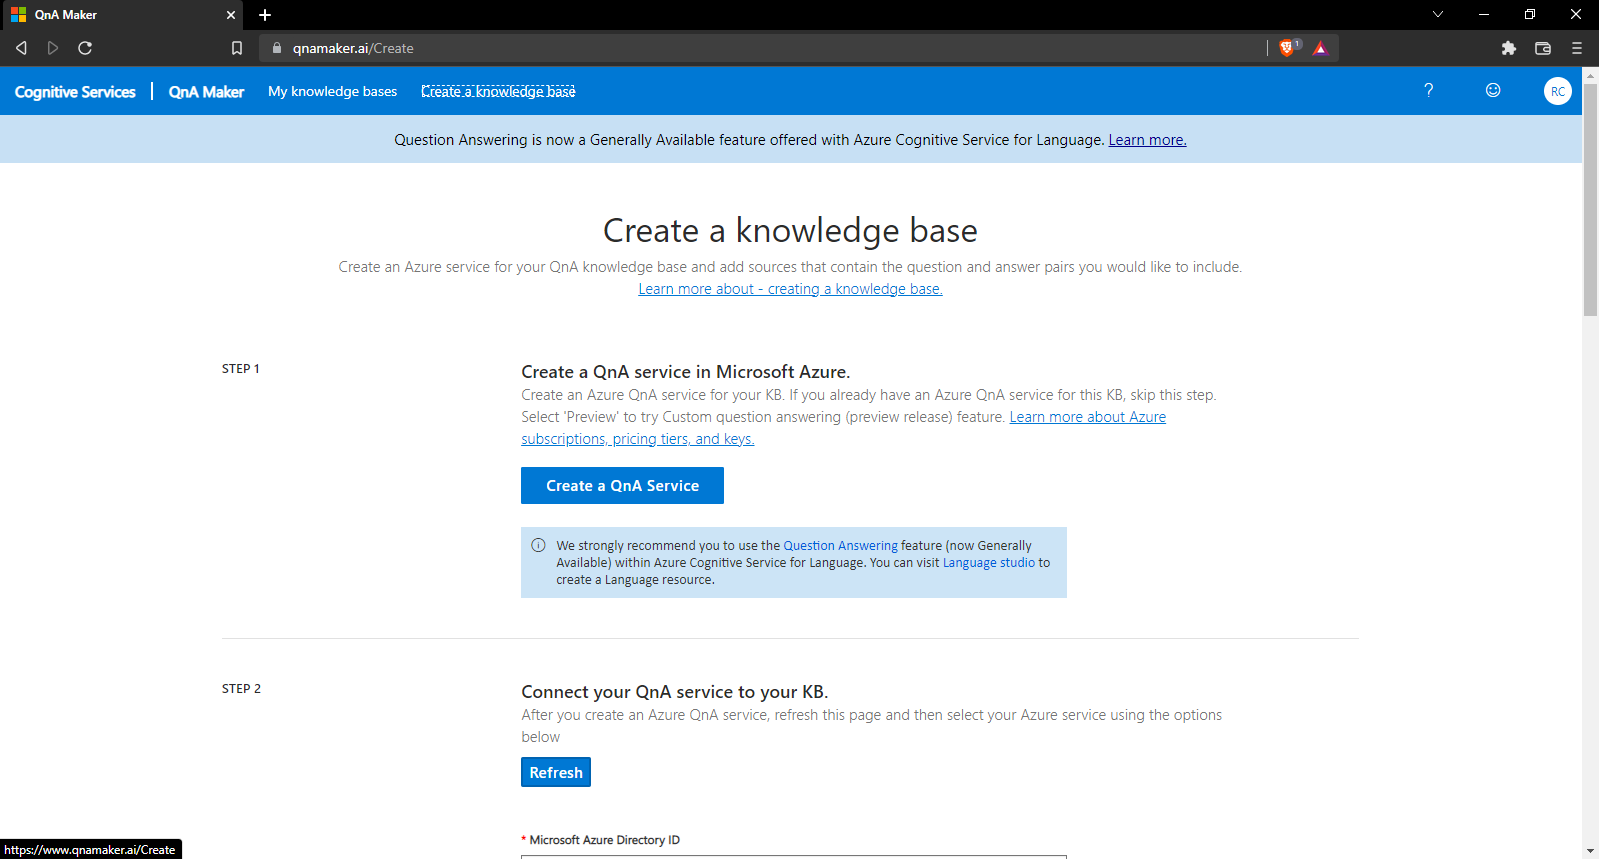 QnA Maker
qnamaker.ai/Create
1
Cognitive Services | QnA Maker My knowledge bases Create a knowledge base ? RC
Question Answering is now a Generally Available feature offered with Azure Cognitive Service for Language. Learn more.
Create a knowledge base
Create an Azure service for your QnA knowledge base and add sources that contain the question and answer pairs you would like to include.
Learn more about - creating a knowledge base.
STEP 1
Create a QnA service in Microsoft Azure.
Create an Azure QnA service for your KB. If you already have an Azure QnA service for this KB, skip this step.
Select 'Preview' to try Custom question answering (preview release) feature. Learn more about Azure
subscriptions, pricing tiers, and keys.
Create a QnA Service
We strongly recommend you to use the Question Answering feature (now Generally
Available) within Azure Cognitive Service for Language. You can visit Language studio to
create a Language resource.
STEP 2
Connect your QnA service to your KB.
After you create an Azure QnA service, refresh this page and then select your Azure service using the options
below
Refresh
* Microsoft Azure Directory ID
https://www.qnamaker.ai/Create